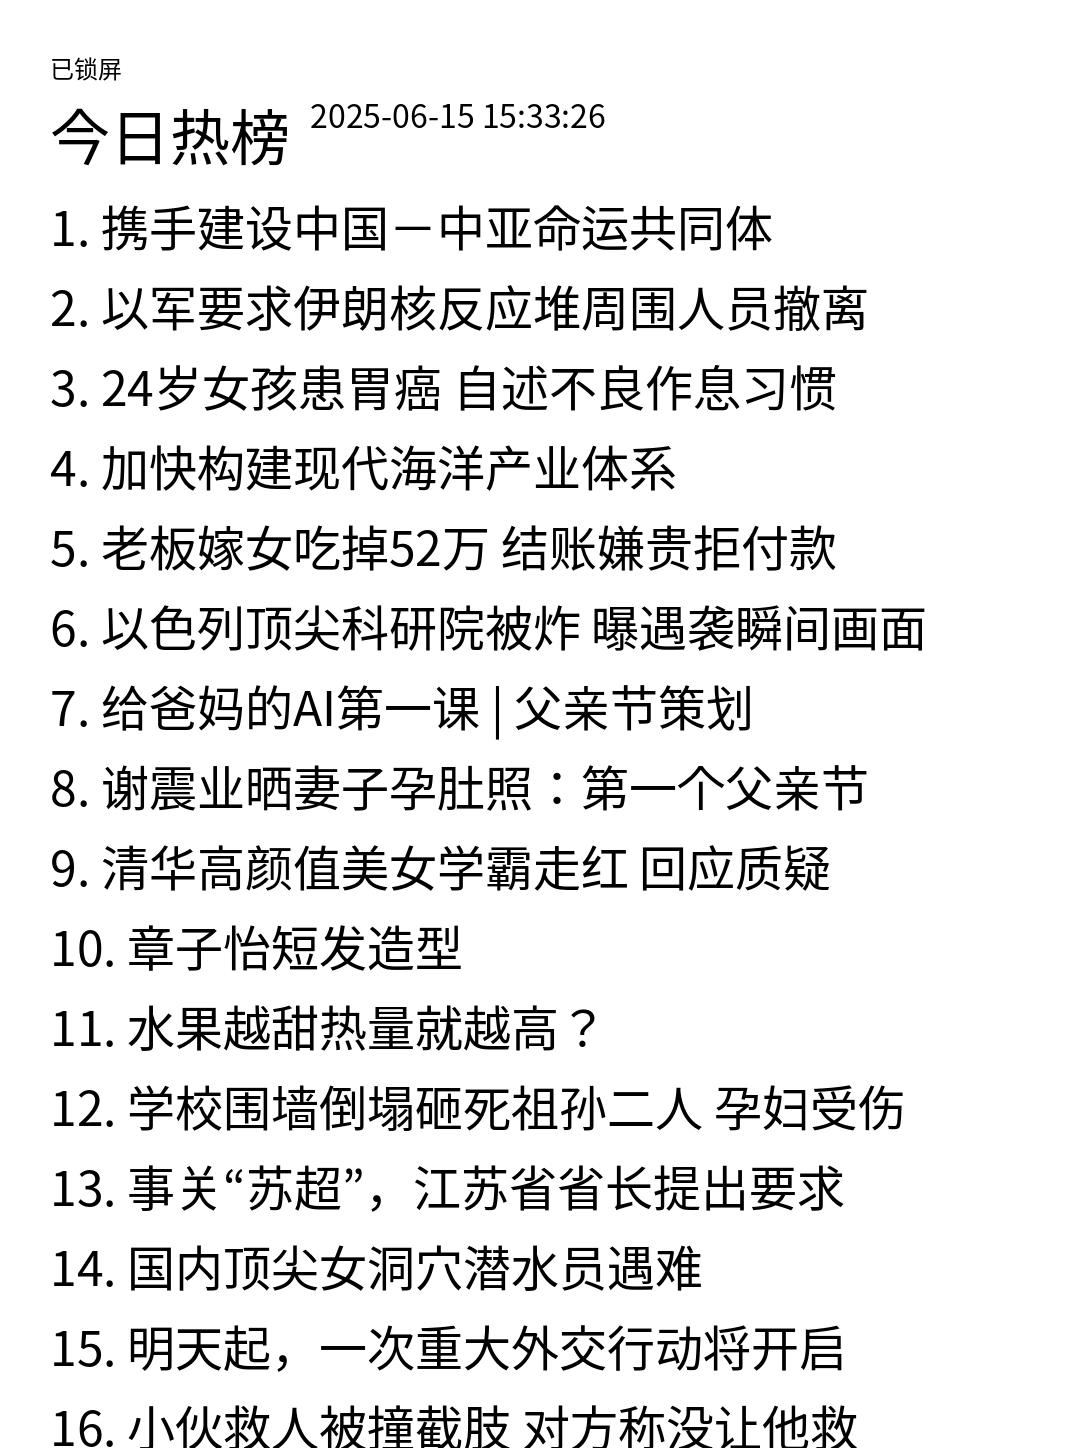 已锁屏
今日热榜 2025-06-15 15:33:26
1. 携手建设中国－中亚命运共同体
2. 以军要求伊朗核反应堆周围人员撤离
3. 24岁女孩患胃癌 自述不良作息习惯
4. 加快构建现代海洋产业体系
5. 老板嫁女吃掉52万 结账嫌贵拒付款
6. 以色列顶尖科研院被炸 曝遇袭瞬间画面
7. 给爸妈的AI第一课 | 父亲节策划
8. 谢震业晒妻子孕肚照：第一个父亲节
9. 清华高颜值美女学霸走红 回应质疑
10. 章子怡短发造型
11. 水果越甜热量就越高？
12. 学校围墙倒塌砸死祖孙二人 孕妇受伤
13. 事关“苏超”，江苏省省长提出要求
14. 国内顶尖女洞穴潜水员遇难
15. 明天起，一次重大外交行动将开启
16. 小伙救人被撞截肢 对方称没让他救